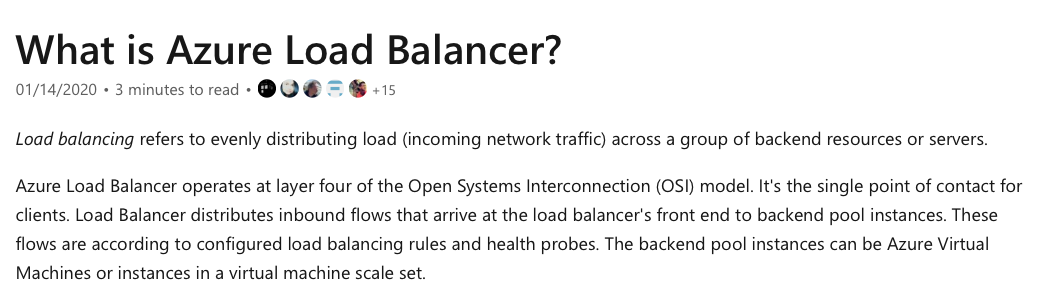 What is Azure Load Balancer?
01/14/2020 • 3 minutes to read • +15
Load balancing refers to evenly distributing load (incoming network traffic) across a group of backend resources or servers.
Azure Load Balancer operates at layer four of the Open Systems Interconnection (OSI) model. It's the single point of contact for
clients. Load Balancer distributes inbound flows that arrive at the load balancer's front end to backend pool instances. These
flows are according to configured load balancing rules and health probes. The backend pool instances can be Azure Virtual
Machines or instances in a virtual machine scale set.